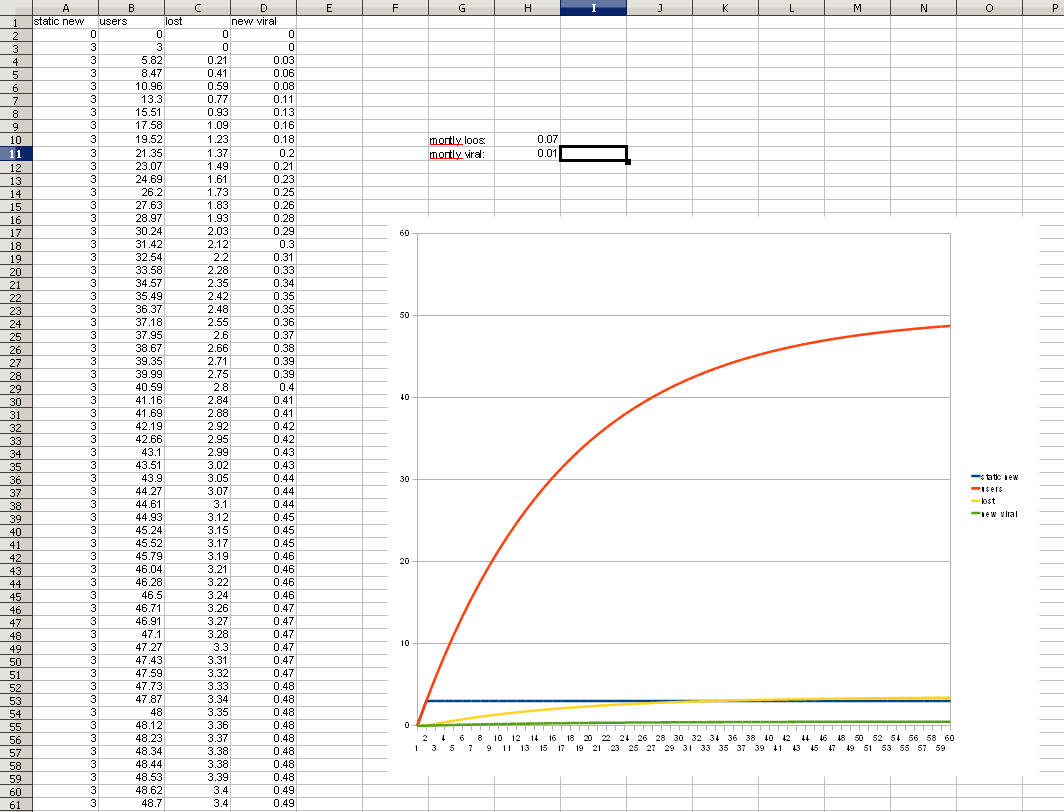 A B C D E F G H I J K L M N O P
1 static new users lost new viral
2 0 0 0 0
3 3 3 0 0
4 3 5.82 0.21 0.03
5 3 8.47 0.41 0.06
6 3 10.96 0.59 0.08
7 3 13.3 0.77 0.11
8 3 15.51 0.93 0.13
9 3 17.58 1.09 0.16
10 3 19.52 1.23 0.18 montly loos: 0.07
11 3 21.35 1.37 0.2 montly viral: 0.01
12 3 23.07 1.49 0.21
13 3 24.69 1.61 0.23
14 3 26.2 1.73 0.25
15 3 27.63 1.83 0.26
16 3 28.97 1.93 0.28
17 3 30.24 2.03 0.29
18 3 31.42 2.12 0.3
19 3 32.54 2.2 0.31
20 3 33.58 2.28 0.33
21 3 34.57 2.35 0.34
22 3 35.49 2.42 0.35
23 3 36.37 2.48 0.35
24 3 37.18 2.55 0.36
25 3 37.95 2.6 0.37
26 3 38.67 2.66 0.38
27 3 39.35 2.71 0.39
28 3 39.99 2.75 0.39
29 3 40.59 2.8 0.4
30 3 41.16 2.84 0.41
31 3 41.69 2.88 0.41
32 3 42.19 2.92 0.42
33 3 42.66 2.95 0.42
34 3 43.1 2.99 0.43
35 3 43.51 3.02 0.43
36 3 43.9 3.05 0.44
37 3 44.27 3.07 0.44
38 3 44.61 3.1 0.44
39 3 44.93 3.12 0.45
40 3 45.24 3.15 0.45
41 3 45.52 3.17 0.45
42 3 45.79 3.19 0.46
43 3 46.04 3.21 0.46
44 3 46.28 3.22 0.46
45 3 46.5 3.24 0.46
46 3 46.71 3.26 0.47
47 3 46.91 3.27 0.47
48 3 47.1 3.28 0.47
49 3 47.27 3.3 0.47
50 3 47.43 3.31 0.47
51 3 47.59 3.32 0.47
52 3 47.73 3.33 0.48
53 3 47.87 3.34 0.48
54 3 48 3.35 0.48
55 3 48.12 3.36 0.48
56 3 48.23 3.37 0.48
57 3 48.34 3.38 0.48
58 3 48.44 3.38 0.48
59 3 48.53 3.39 0.48
60 3 48.62 3.4 0.49
61 3 48.7 3.4 0.49
60
50
40
30
20
10
0
2 4 6 8 10 12 14 16 18 20 22 24 26 28 30 32 34 36 38 40 42 44 46 48 50 52 54 56 58 60
1 3 5 7 9 11 13 15 17 19 21 23 25 27 29 31 33 35 37 39 41 43 45 47 49 51 53 55 57 59
static new
users
lost
new viral